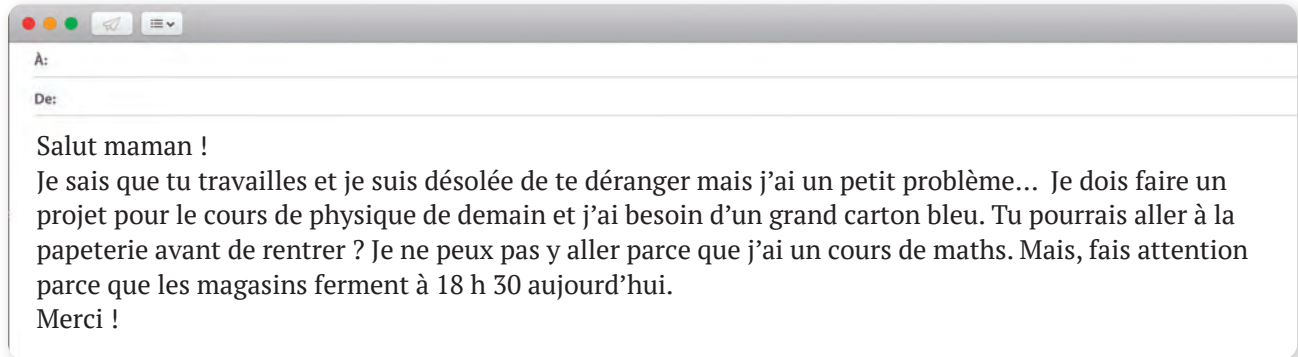 À:
De:
Salut maman !
Je sais que tu travailles et je suis désolée de te déranger mais j’ai un petit problème… Je dois faire un
projet pour le cours de physique de demain et j’ai besoin d’un grand carton bleu. Tu pourrais aller à la
papeterie avant de rentrer ? Je ne peux pas y aller parce que j’ai un cours de maths. Mais, fais attention
parce que les magasins ferment à 18 h 30 aujourd’hui.
Merci !